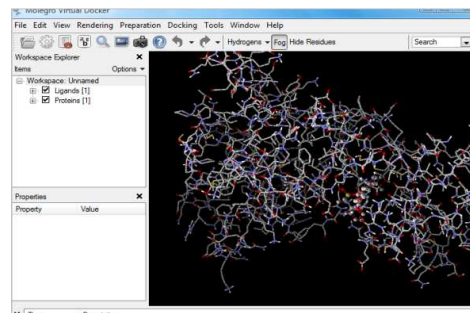 Molegro Virtual Docker
File Edit View Rendering Preparation Docking Tools Window Help
Hydrogens Fog Hide Residues Search
Workspace Explorer
Items Options
Workspace: Unnamed
Ligands [1]
Proteins [1]
Properties
Property Value